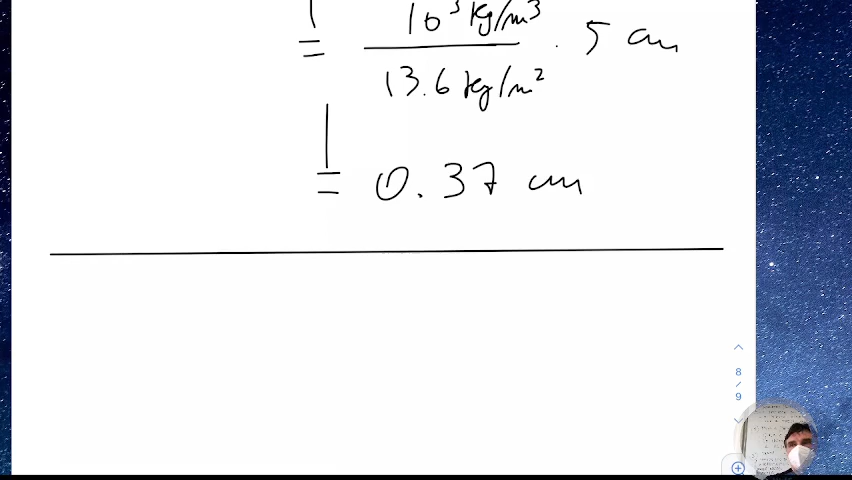 = 10³ kg/m³ / 13.6 kg/m² · 5 cm
= 0.37 cm
8
/
9